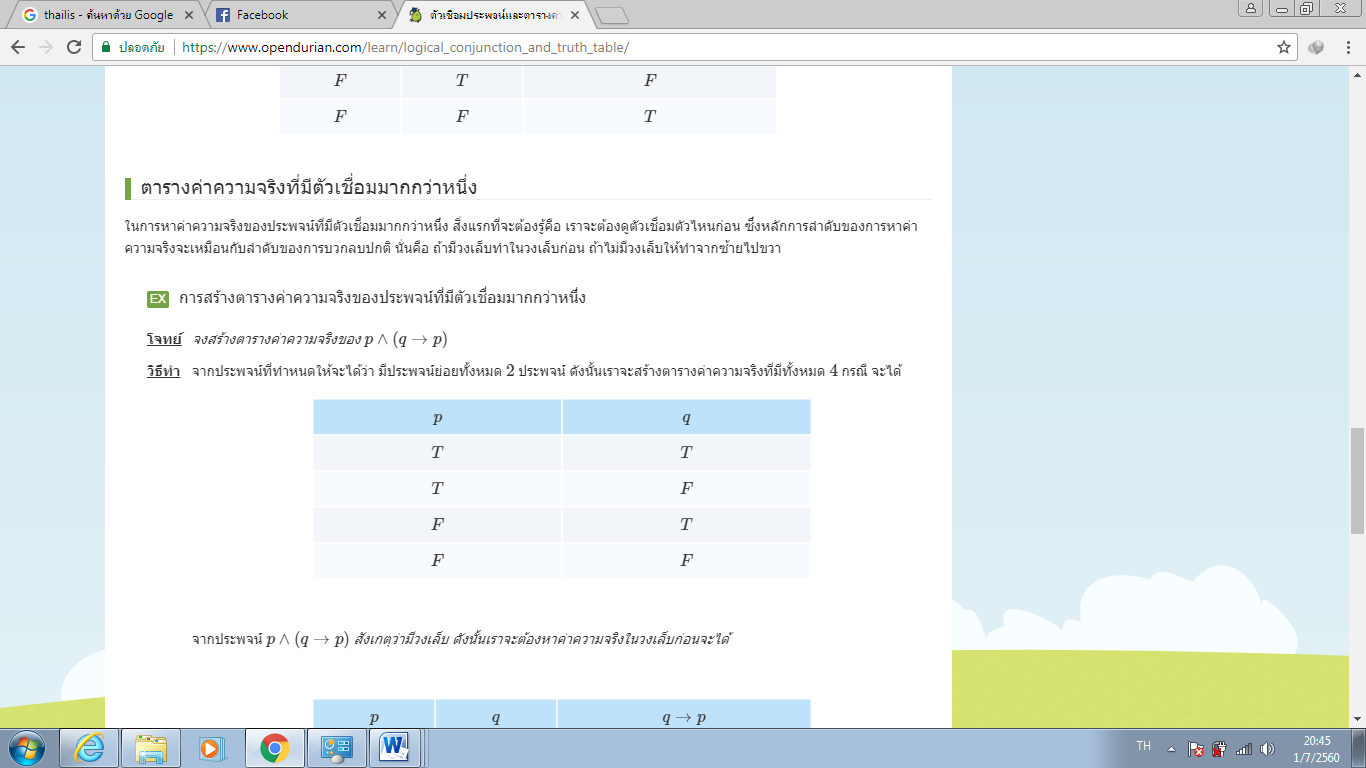 thailis - ค้นหาด้วย Google
Facebook
ตัวเชื่อมประพจน์และตาราง
ปลอดภัย https://www.opendurian.com/learn/logical_conjunction_and_truth_table/
F T F
F F T
ตารางค่าความจริงที่มีตัวเชื่อมมากกว่าหนึ่ง
ในการหาค่าความจริงของประพจน์ที่มีตัวเชื่อมมากกว่าหนึ่ง สิ่งแรกที่จะต้องรู้คือ เราจะต้องดูตัวเชื่อมตัวไหนก่อน ซึ่งหลักการลำดับของการหาค่า
ความจริงจะเหมือนกับลำดับของการบวกลบปกติ นั่นคือ ถ้ามีวงเล็บทำในวงเล็บก่อน ถ้าไม่มีวงเล็บให้ทำจากซ้ายไปขวา
EX การสร้างตารางค่าความจริงของประพจน์ที่มีตัวเชื่อมมากกว่าหนึ่ง
โจทย์ จงสร้างตารางค่าความจริงของ p ∧ (q → p)
วิธีทำ จากประพจน์ที่กำหนดให้จะได้ว่า มีประพจน์ย่อยทั้งหมด 2 ประพจน์ ดังนั้นเราจะสร้างตารางค่าความจริงที่มีทั้งหมด 4 กรณี จะได้
p q
T T
T F
F T
F F
จากประพจน์ p ∧ (q → p) สังเกตุว่ามีวงเล็บ ดังนั้นเราจะต้องหาค่าความจริงในวงเล็บก่อนจะได้
p q q → p
TH
20:45
1/7/2560